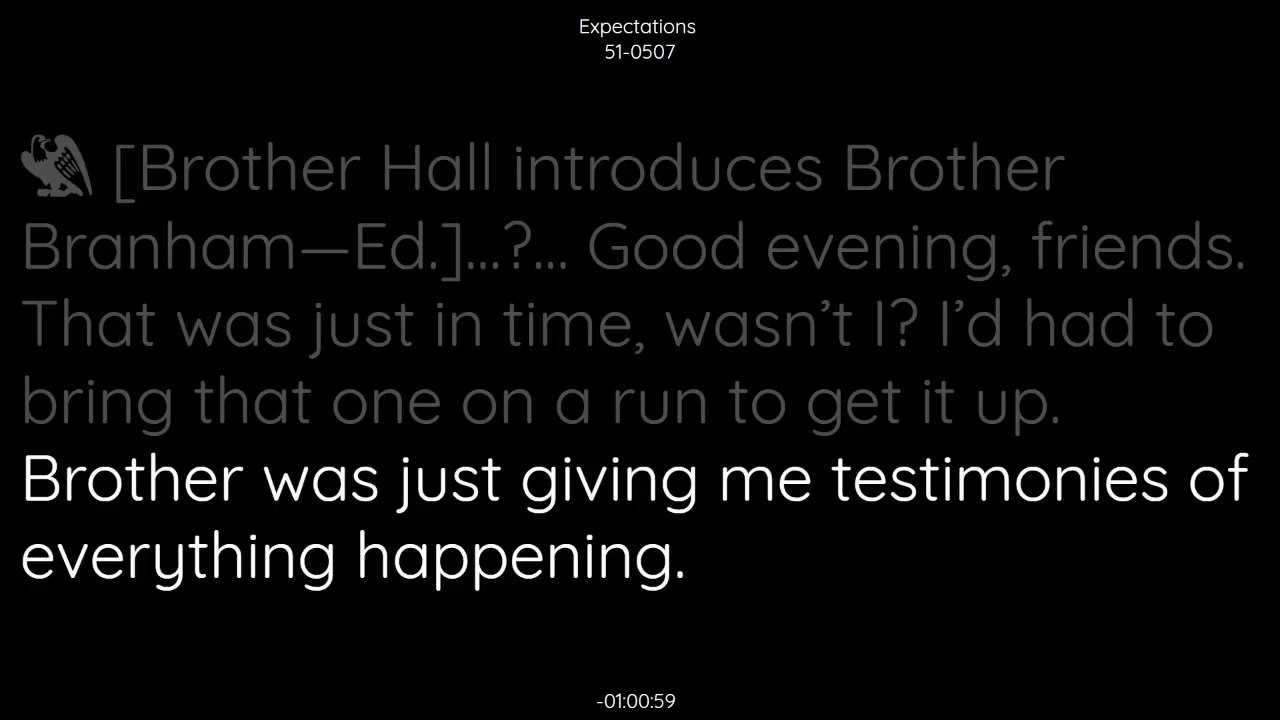 Expectations
51-0507
[Brother Hall introduces Brother
Branham—Ed.]...?... Good evening, friends.
That was just in time, wasn’t I? I’d had to
bring that one on a run to get it up.
Brother was just giving me testimonies of
everything happening.
-01:00:59